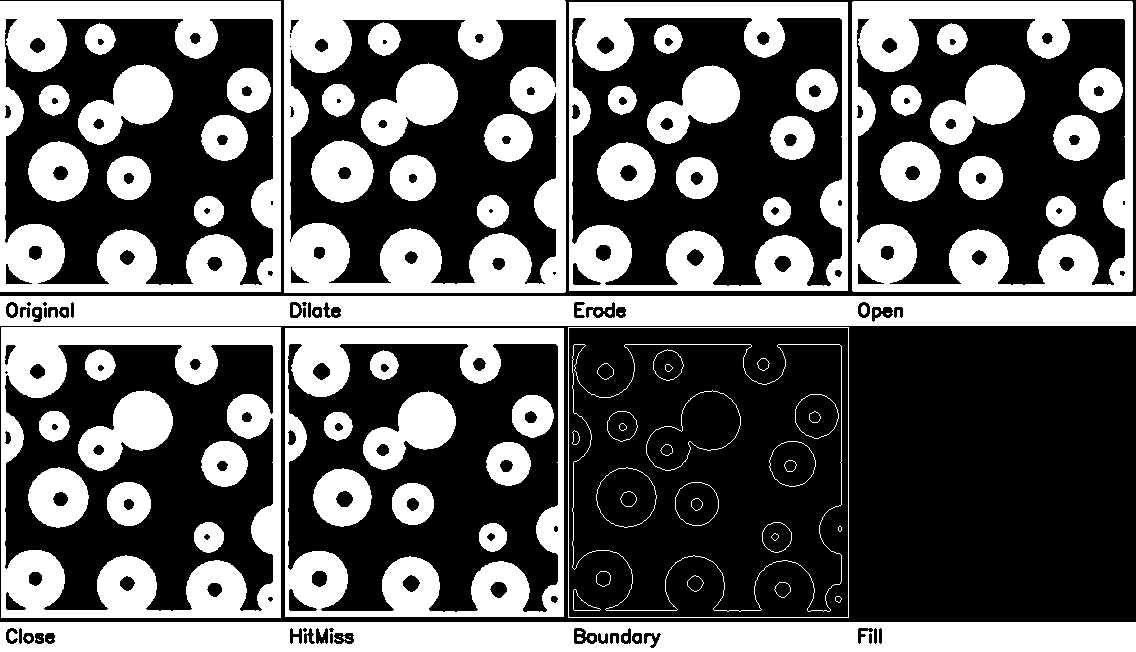 Original Dilate Erode Open
Close HitMiss Boundary Fill